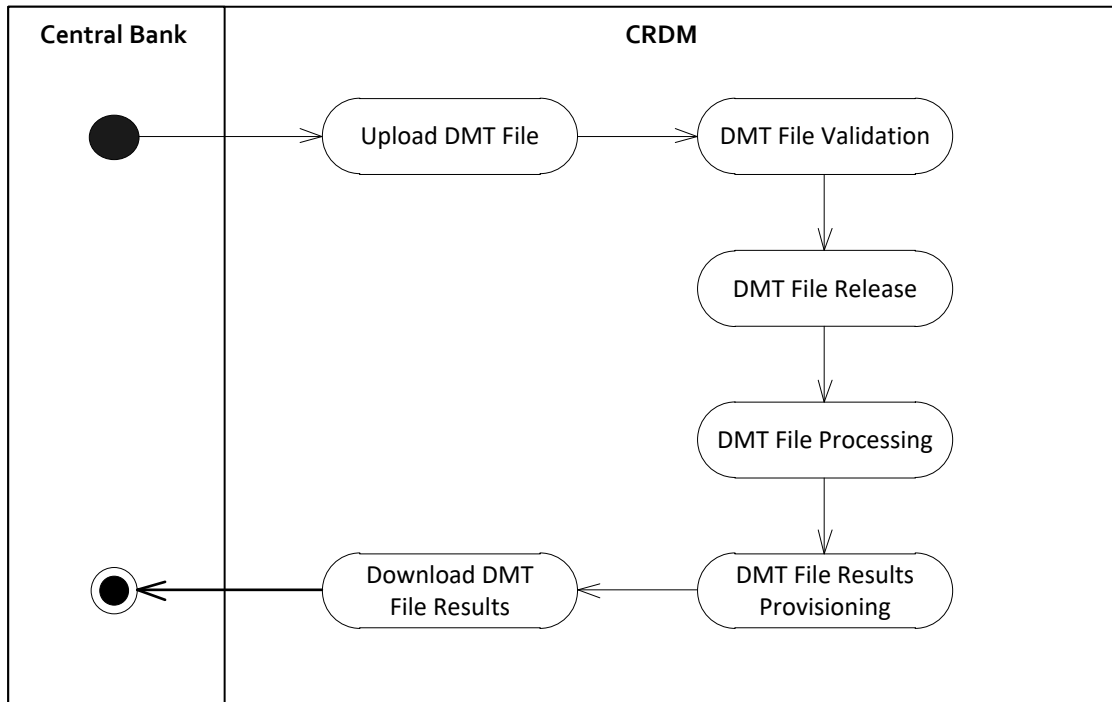 Central Bank
CRDM
Upload DMT File
DMT File Validation
DMT File Release
DMT File Processing
Download DMT
File Results
DMT File Results
Provisioning